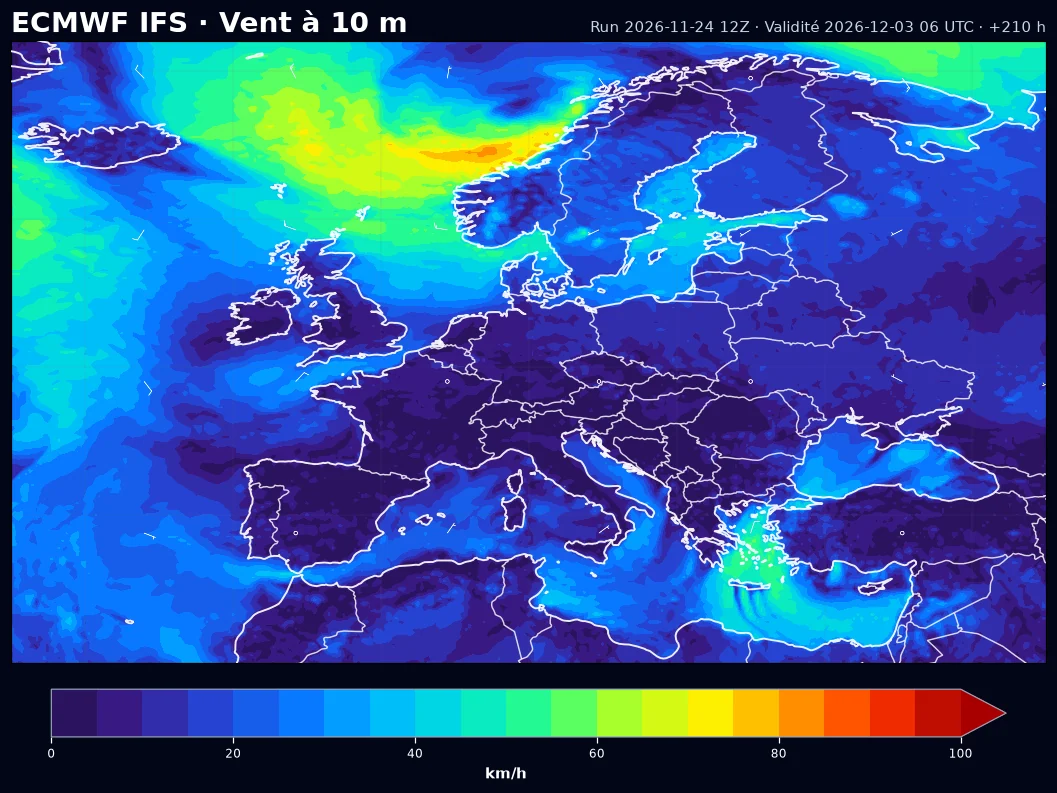 ECMWF IFS · Vent à 10 m
Run 2026-11-24 12Z · Validité 2026-12-03 06 UTC · +210 h
0 20 40 60 80 100
km/h